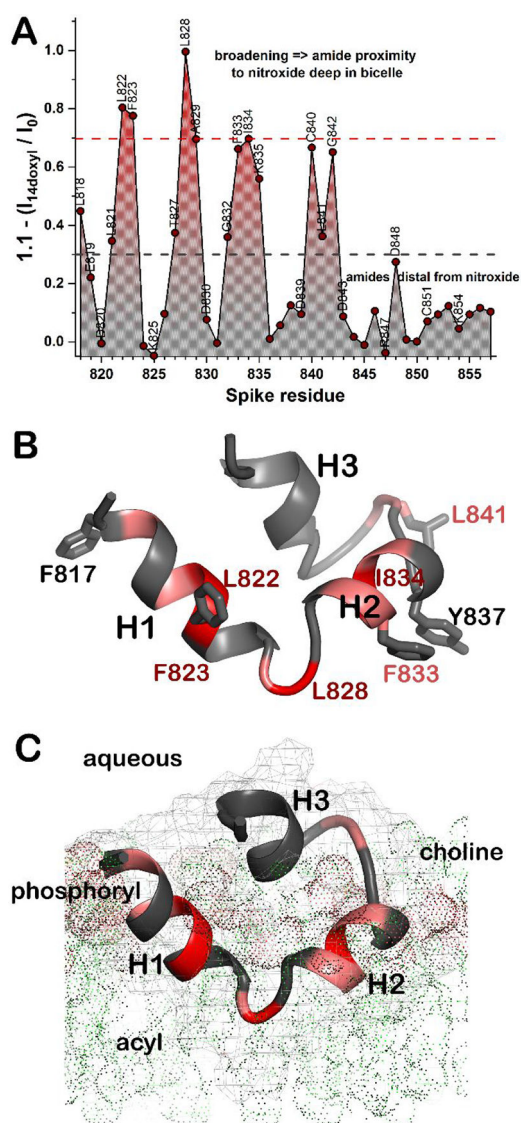 A
1.1 - (I14doxyl / I0)
broadening => amide proximity
to nitroxide deep in bicelle
amides distal from nitroxide
1.0
0.8
0.6
0.4
0.2
0.0
L818
E819
D820
L821
L822
F823
K825
T827
L828
A829
D830
G832
F833
I834
K835
D839
C840
L841
G842
D843
R847
D848
C851
K854
820
825
830
835
840
845
850
855
Spike residue
B
H3
L841
F817
L822
I834
H1
H2
Y837
F823
F833
L828
C
aqueous
H3
choline
phosphoryl
H1
H2
acyl